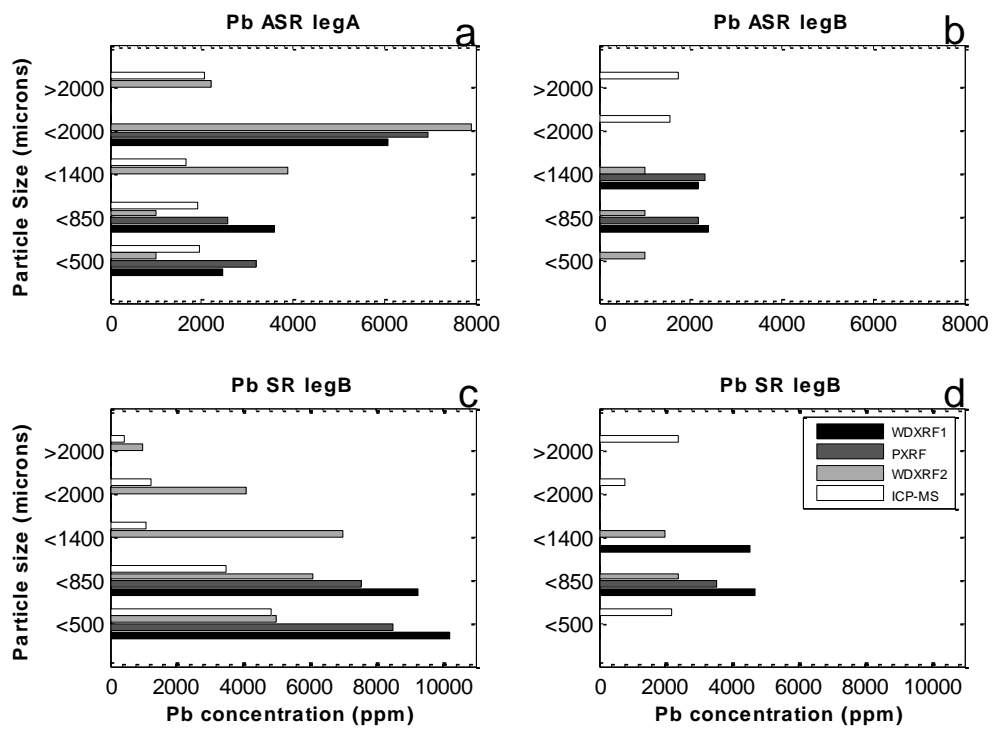 Pb ASR legA
a
Particle Size (microns)
>2000
<2000
<1400
<850
<500
0 2000 4000 6000 8000
Pb ASR legB
b
>2000
<2000
<1400
<850
<500
0 2000 4000 6000 8000
Pb SR legB
c
Particle size (microns)
>2000
<2000
<1400
<850
<500
0 2000 4000 6000 8000 10000
Pb concentration (ppm)
Pb SR legB
d
WDXRF1
PXRF
WDXRF2
ICP-MS
>2000
<2000
<1400
<850
<500
0 2000 4000 6000 8000 10000
Pb concentration (ppm)